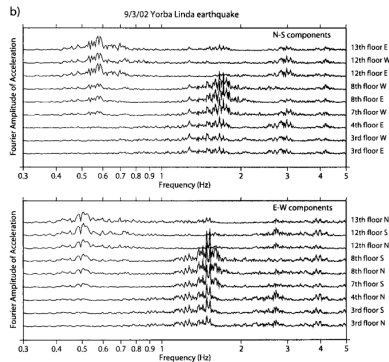 b)
9/3/02 Yorba Linda earthquake
N-S components
Fourier Amplitude of Acceleration
13th floor E
12th floor W
12th floor E
8th floor W
8th floor E
7th floor W
4th floor E
3rd floor W
3rd floor E
0.3 0.4 0.5 0.6 0.7 0.8 0.9 1 2 3 4 5
Frequency (Hz)
E-W components
Fourier Amplitude of Acceleration
13th floor N
12th floor S
12th floor N
8th floor S
8th floor N
7th floor S
4th floor N
3rd floor S
3rd floor N
0.3 0.4 0.5 0.6 0.7 0.8 0.9 1 2 3 4 5
Frequency (Hz)